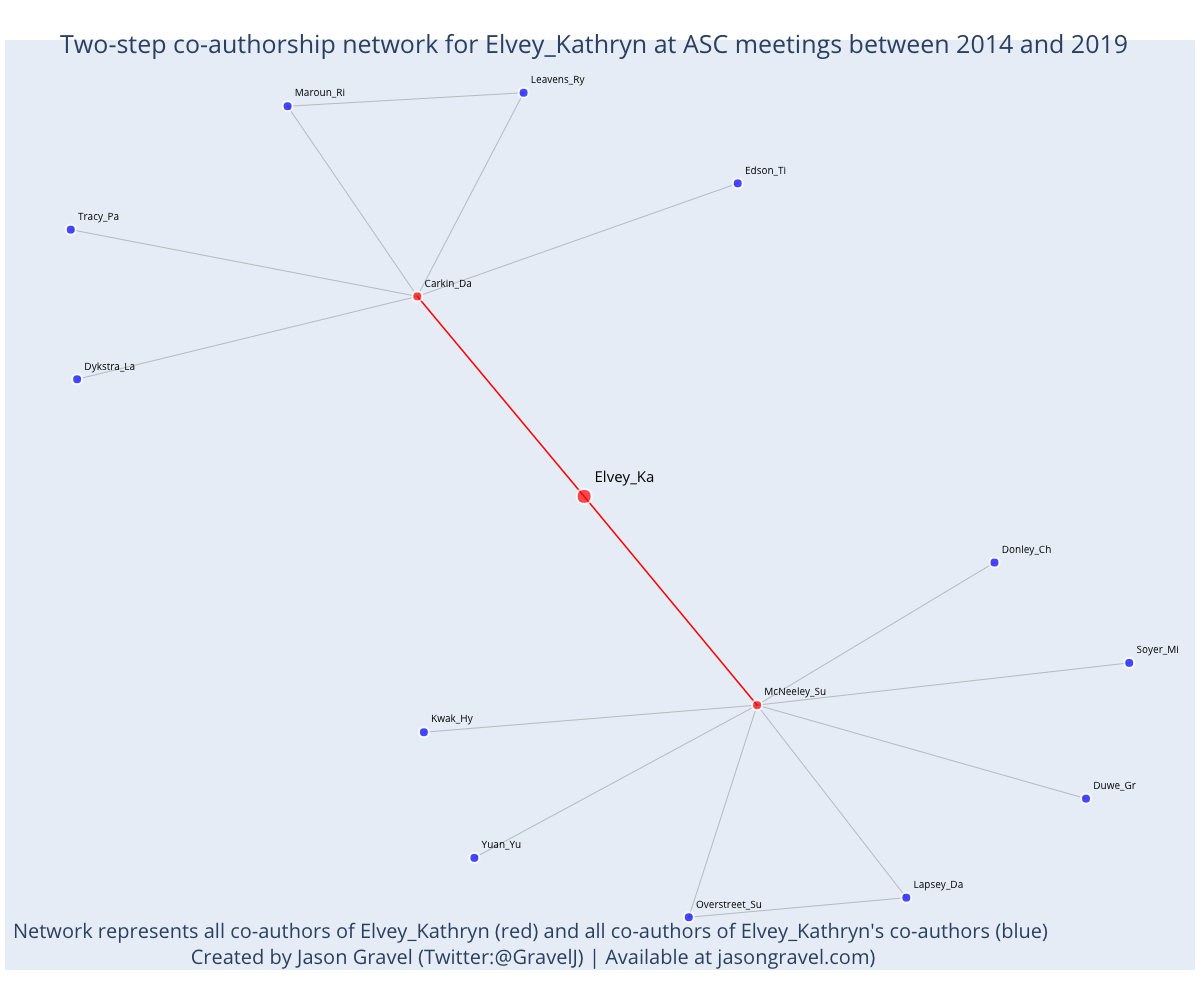 Two-step co-authorship network for Elvey_Kathryn at ASC meetings between 2014 and 2019
Leavens_Ry
Maroun_Ri
Edson_Ti
Tracy_Pa
Carkin_Da
Dykstra_La
Elvey_Ka
Donley_Ch
Soyer_Mi
McNeeley_Su
Kwak_Hy
Duwe_Gr
Yuan_Yu
Lapsey_Da
Overstreet_Su
Network represents all co-authors of Elvey_Kathryn (red) and all co-authors of Elvey_Kathryn's co-authors (blue)
Created by Jason Gravel (Twitter:@GravelJ) | Available at jasongravel.com)